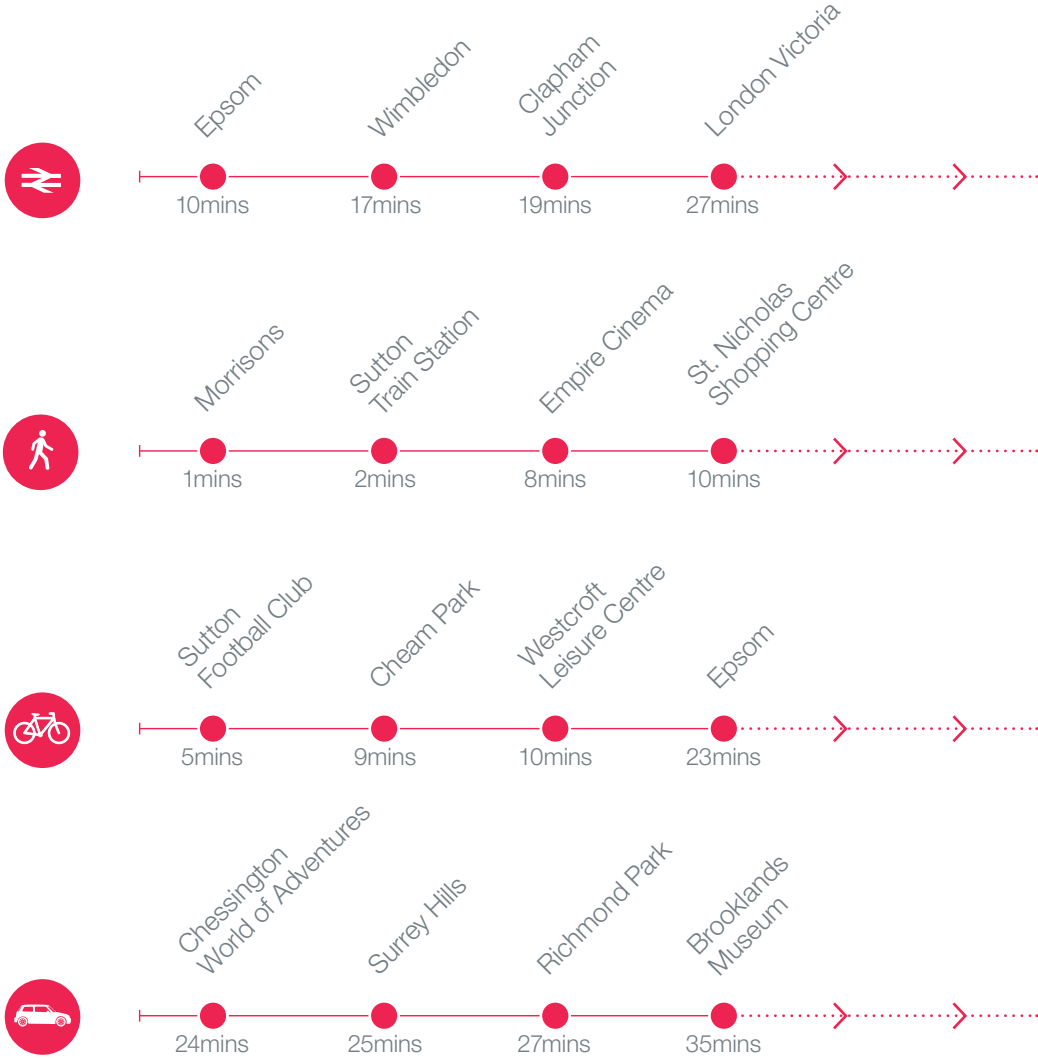 Epsom
Wimbledon
Clapham
Junction
London Victoria
10mins
17mins
19mins
27mins
Morrisons
Sutton
Train Station
Empire Cinema
St. Nicholas
Shopping Centre
1mins
2mins
8mins
10mins
Sutton
Football Club
Cheam Park
Westcroft
Leisure Centre
Epsom
5mins
9mins
10mins
23mins
Chessington
World of Adventures
Surrey Hills
Richmond Park
Brooklands
Museum
24mins
25mins
27mins
35mins